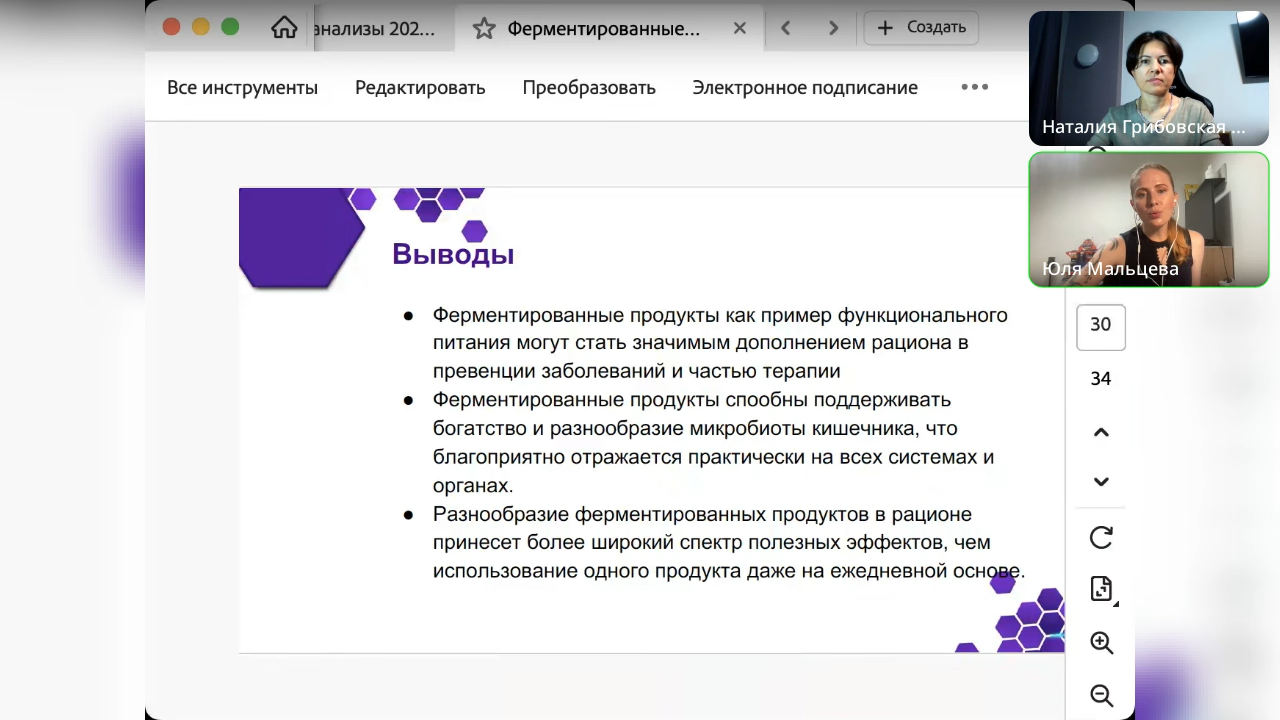 анализы 202...
Ферментированные...
Создать
Все инструменты
Редактировать
Преобразовать
Электронное подписание
Наталия Грибовская ...
Юля Мальцева
Выводы
Ферментированные продукты как пример функционального
питания могут стать значимым дополнением рациона в
превенции заболеваний и частью терапии
Ферментированные продукты спообны поддерживать
богатство и разнообразие микробиоты кишечника, что
благоприятно отражается практически на всех системах и
органах.
Разнообразие ферментированных продуктов в рационе
принесет более широкий спектр полезных эффектов, чем
использование одного продукта даже на ежедневной основе.
30
34